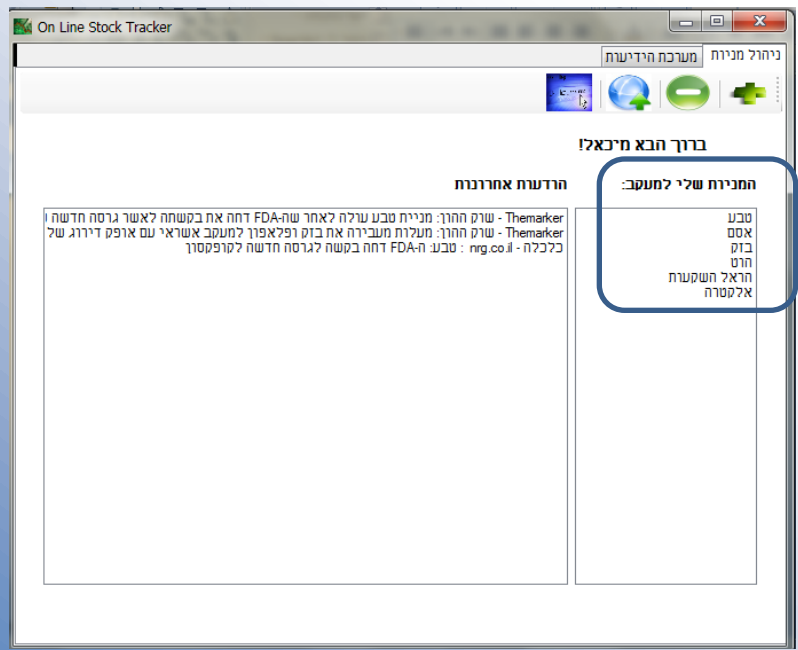 On Line Stock Tracker
ניהול מניות
מערכת הידיעות
ברוך הבא מיכאל!
המניות שלי למעקב:
טבע
אסם
בזק
הוט
הראל השקעות
אלקטרה
הודעות אחרונות
Themarker - שוק ההון: מניית טבע עולה לאחר שה-FDA דחה את בקשתה לאשר גרסה חדשה
Themarker - שוק ההון: מעלות מעבירה את בזק ופלאפון למעקב אשראי עם אופק דירוג של
כלכלה - nrg.co.il : טבע: ה-FDA דחה בקשה לגרסה חדשה לקופקסון